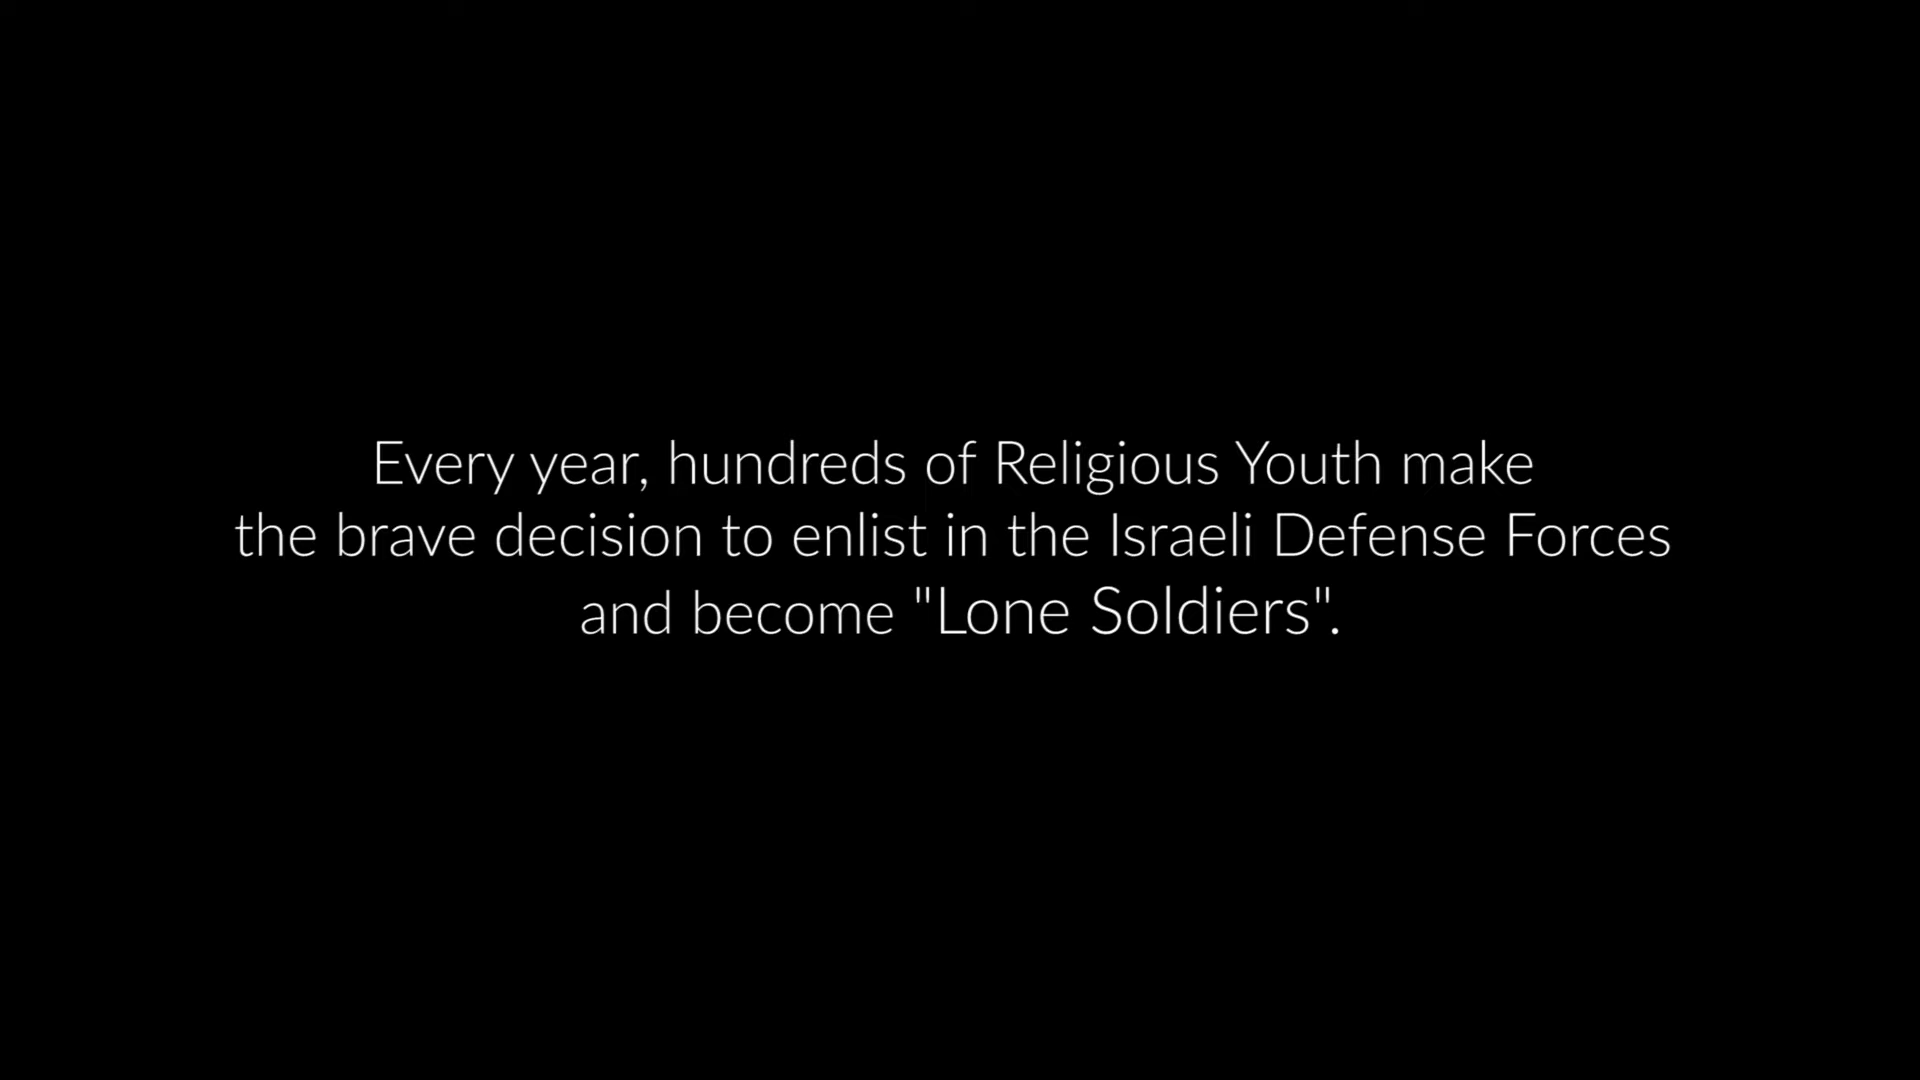 Every year, hundreds of Religious Youth make
the brave decision to enlist in the Israeli Defense Forces
and become "Lone Soldiers".